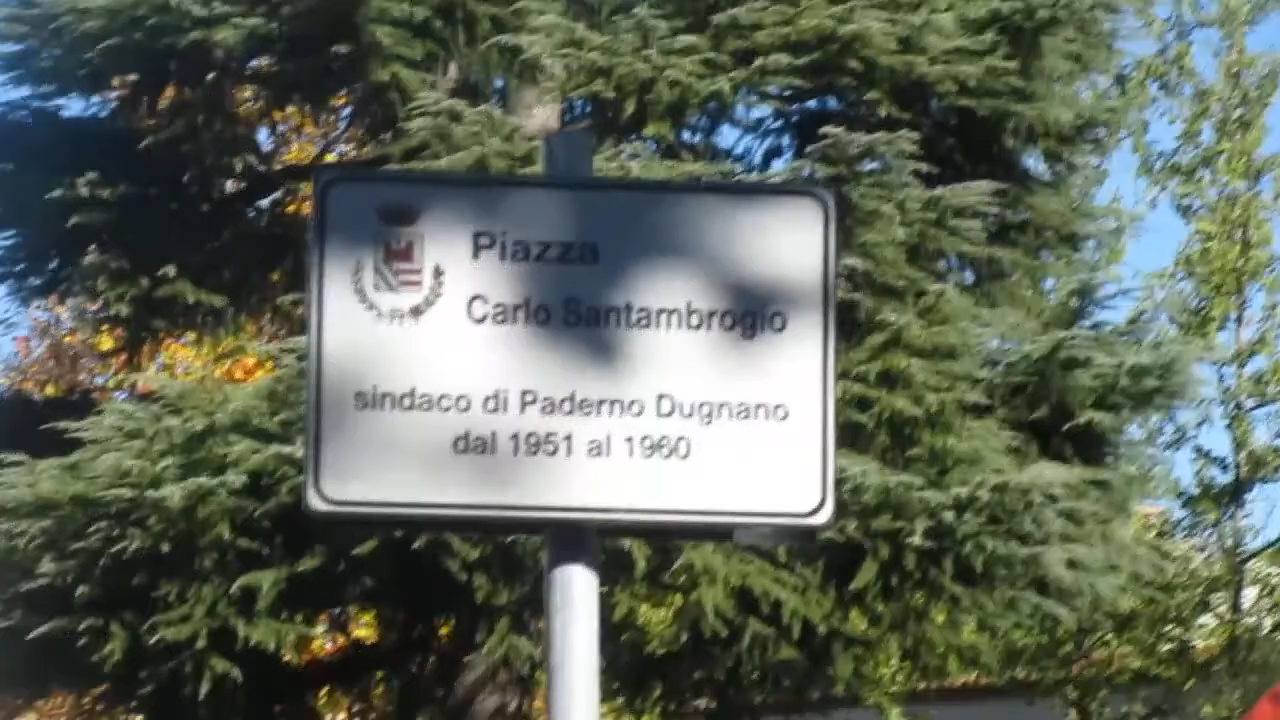 Piazza
Carlo Santambrogio
sindaco di Paderno Dugnano
dal 1951 al 1960